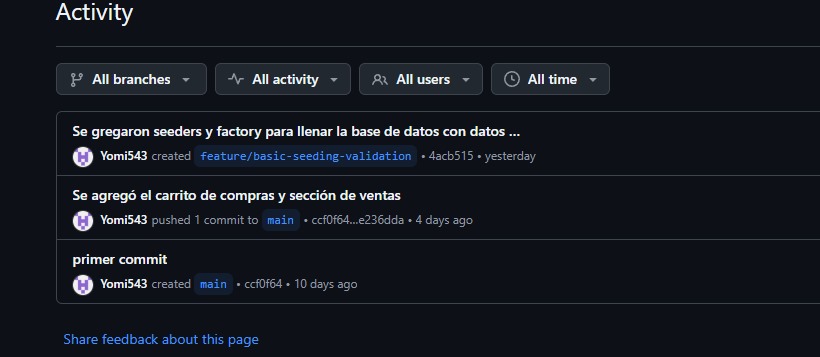 Activity
All branches All activity All users All time
Se gregaron seeders y factory para llenar la base de datos con datos ...
Yomi543 created feature/basic-seeding-validation • 4acb515 • yesterday
Se agregó el carrito de compras y sección de ventas
Yomi543 pushed 1 commit to main • ccf0f64...e236dda • 4 days ago
primer commit
Yomi543 created main • ccf0f64 • 10 days ago
Share feedback about this page